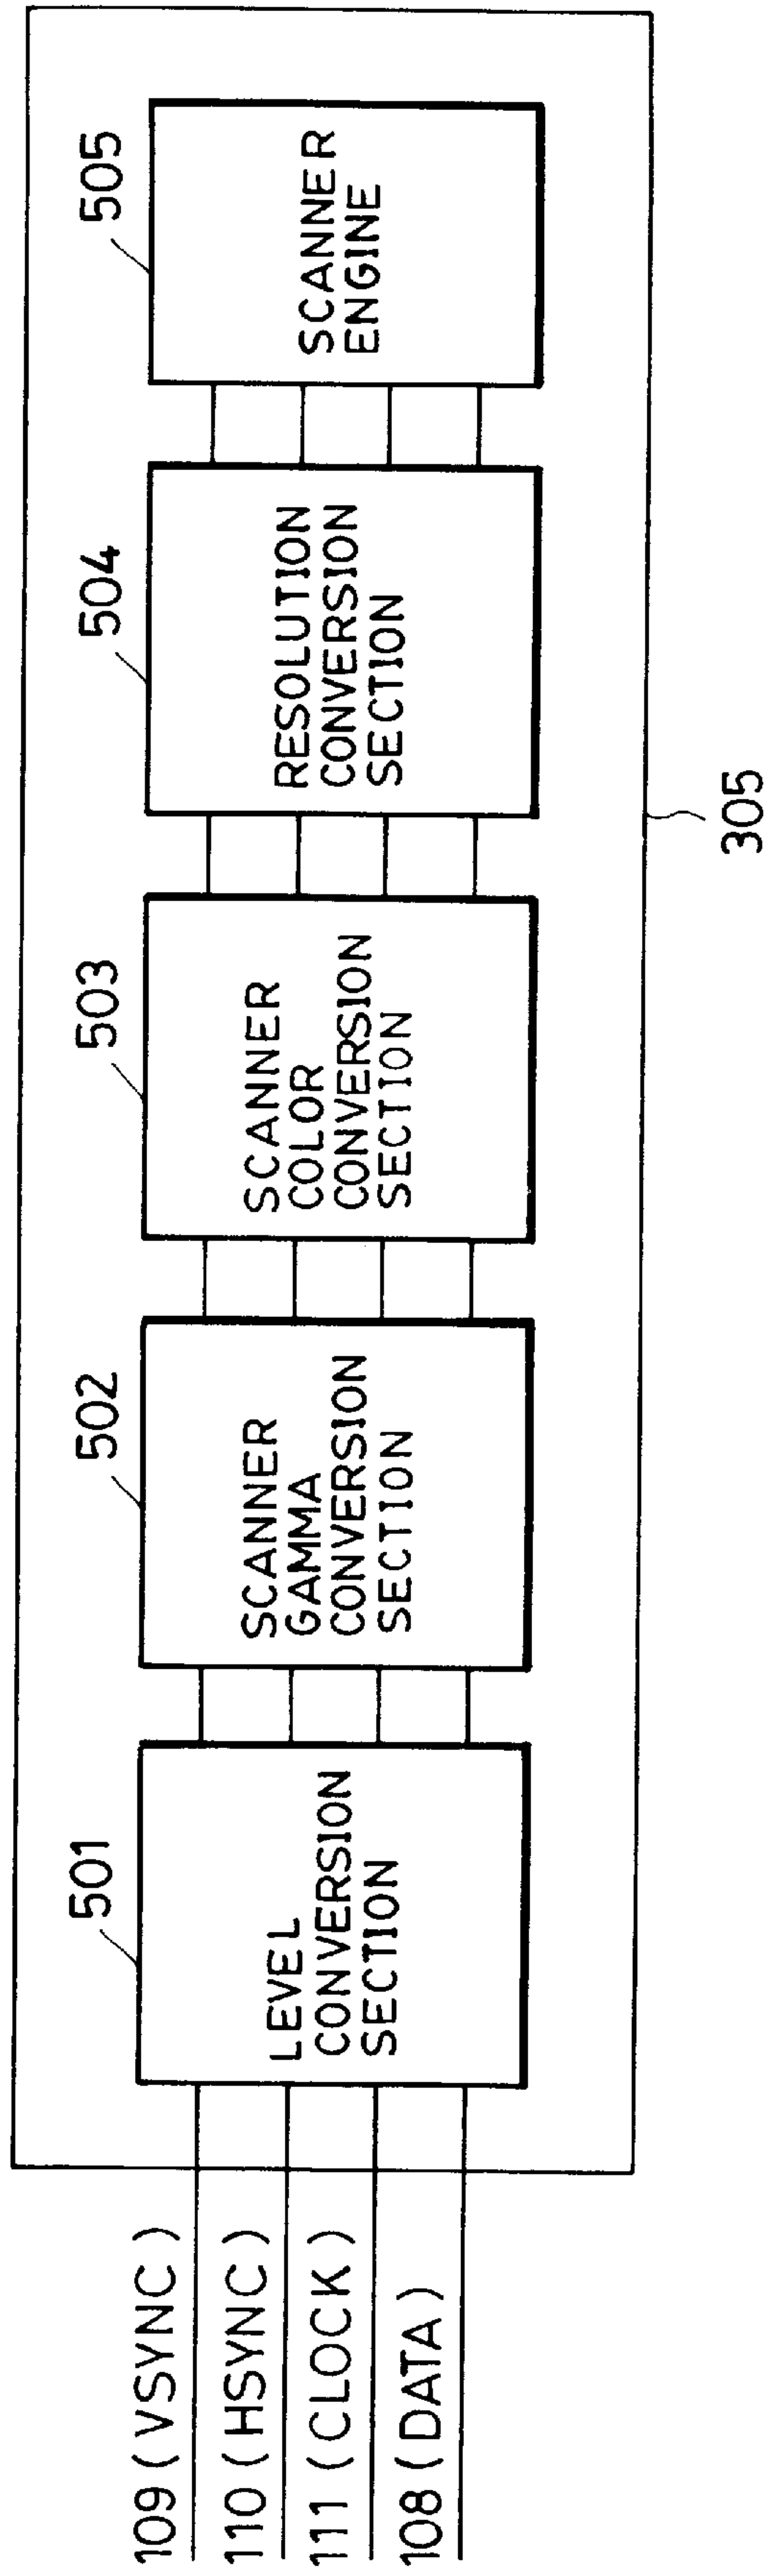 109 (VSYNC)
110 (HSYNC)
111 (CLOCK)
108 (DATA)
501
LEVEL
CONVERSION
SECTION
502
SCANNER
GAMMA
CONVERSION
SECTION
503
SCANNER
COLOR
CONVERSION
SECTION
504
RESOLUTION
CONVERSION
SECTION
505
SCANNER
ENGINE
305